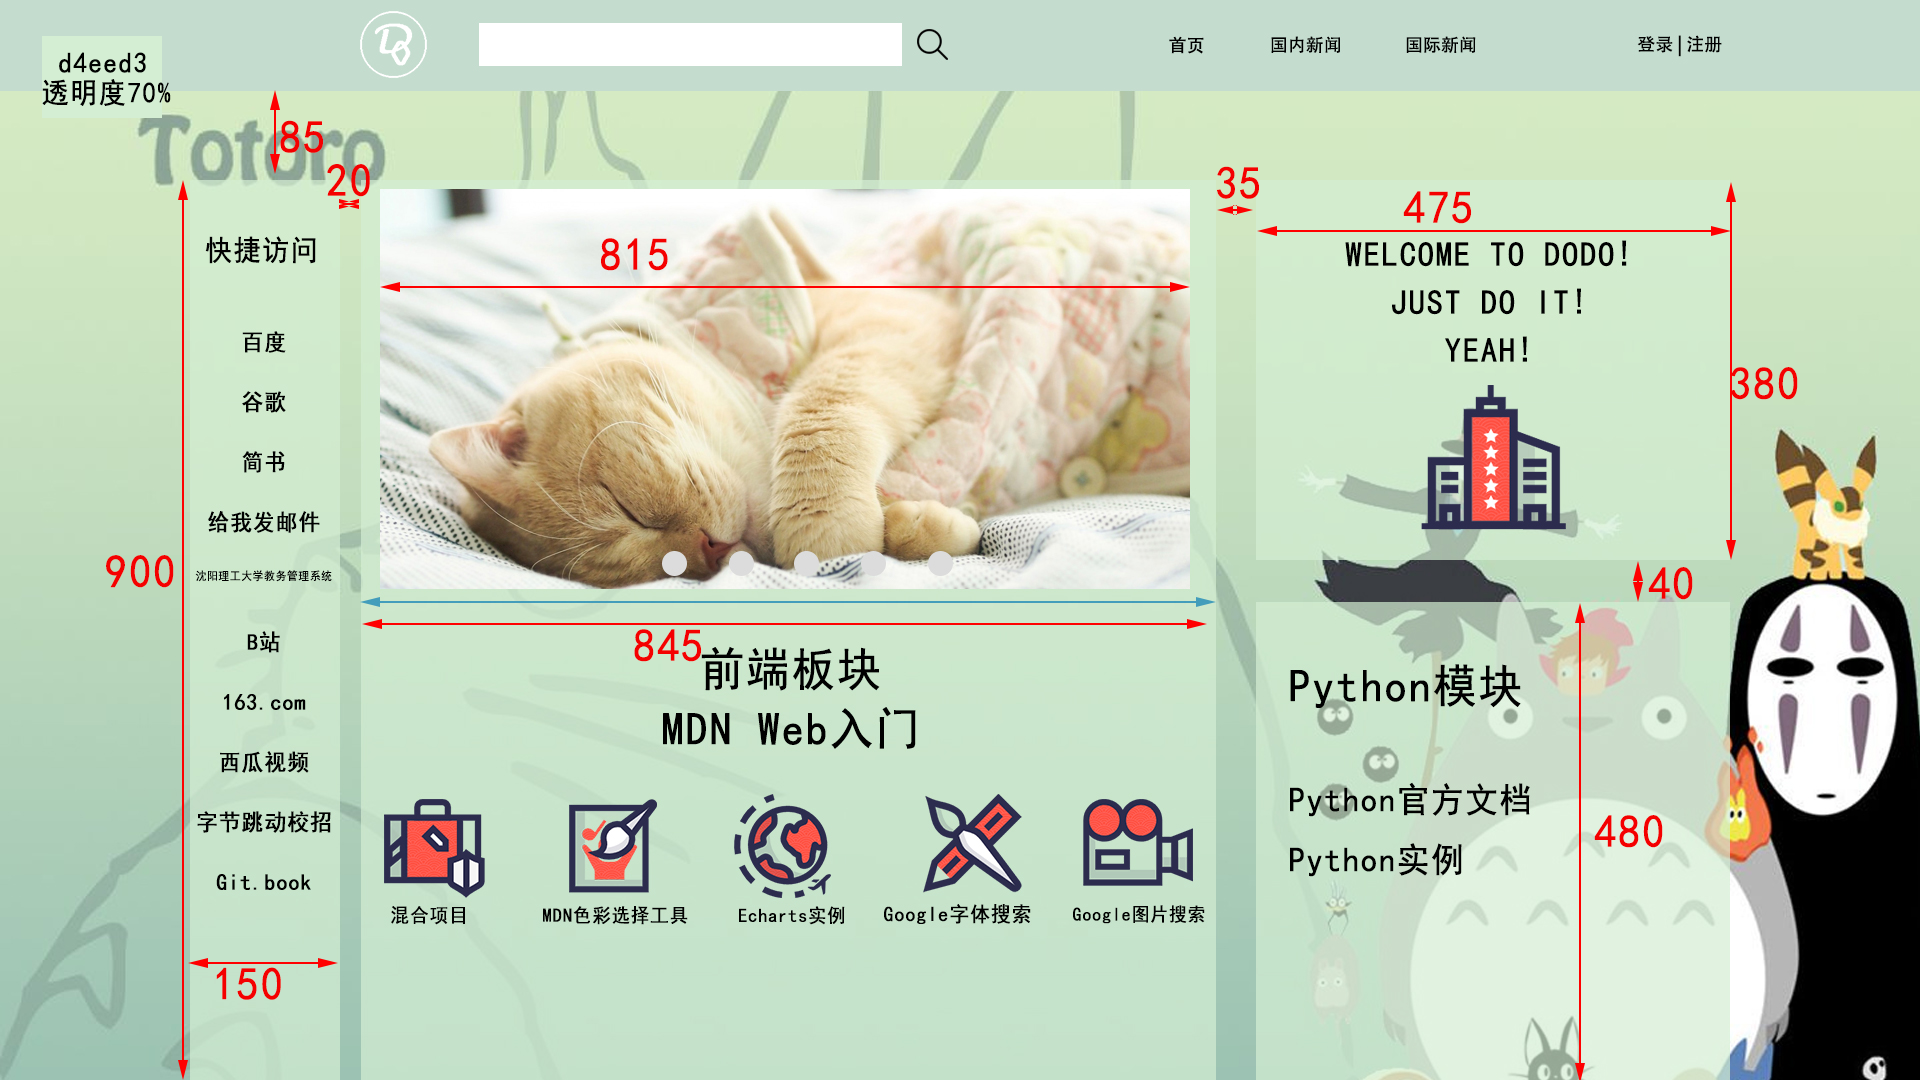 首页
国内新闻
国际新闻
登录|注册
d4eed3
透明度70%
Totoro
85
20
35
快捷访问
百度
谷歌
简书
给我发邮件
沈阳理工大学教务管理系统
B站
163.com
西瓜视频
字节跳动校招
Git.book
900
150
815
845
前端板块
MDN Web入门
混合项目
MDN色彩选择工具
Echarts实例
Google字体搜索
Google图片搜索
475
WELCOME TO DODO!
JUST DO IT!
YEAH!
380
40
Python模块
Python官方文档
Python实例
480